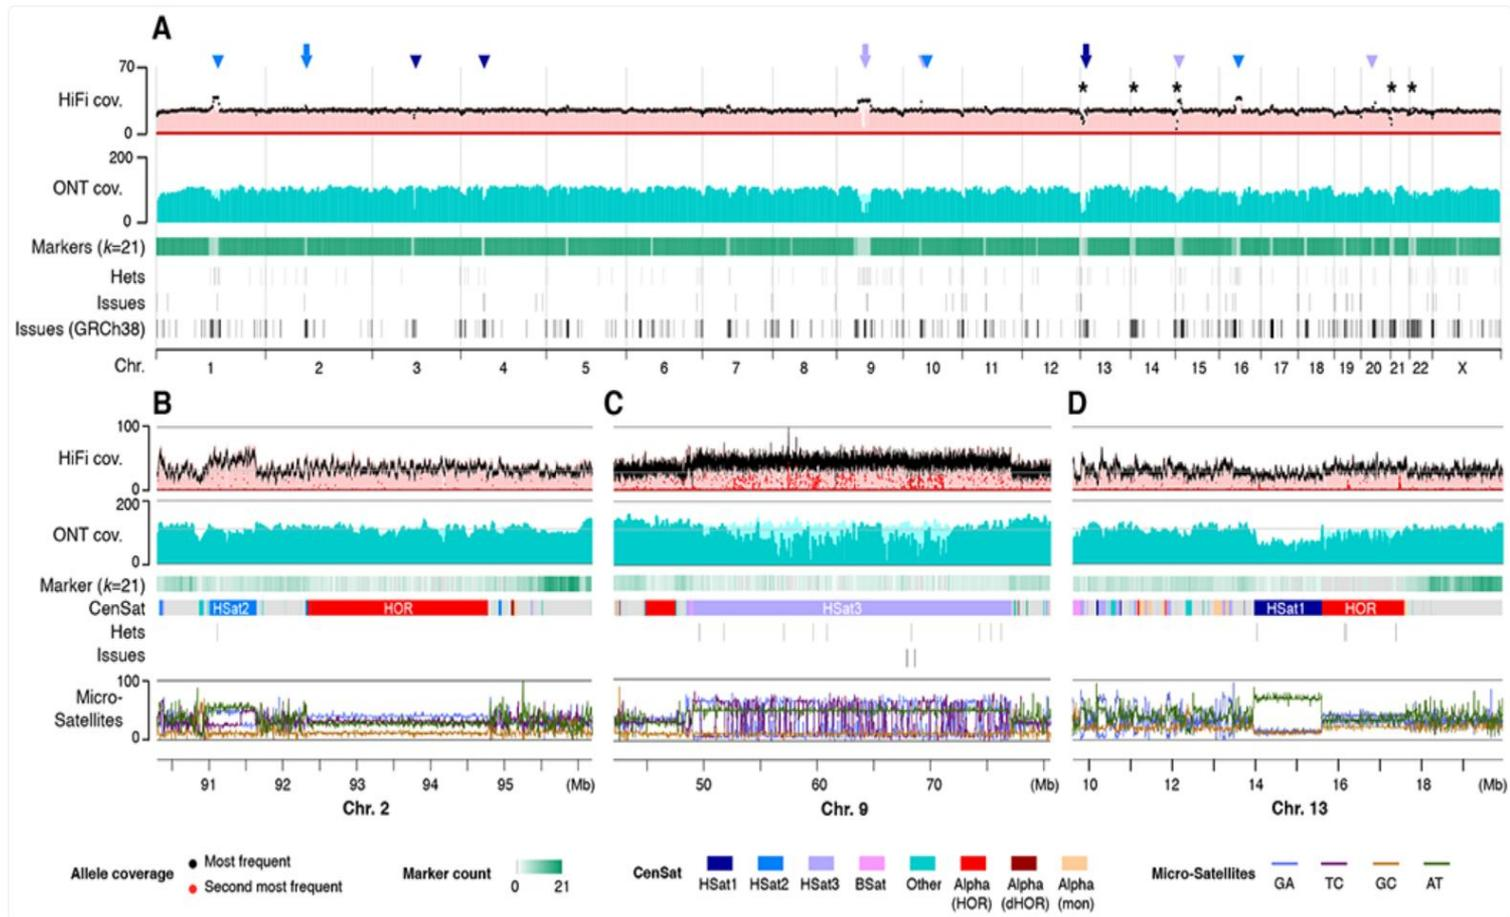 A
70
HiFi cov.
0
* * * * *
200
ONT cov.
0
Markers (k=21)
Hets
Issues
Issues (GRCh38)
Chr. 1 2 3 4 5 6 7 8 9 10 11 12 13 14 15 16 17 18 19 20 21 22 X
B C D
100
HiFi cov.
0
200
ONT cov.
0
Marker (k=21)
CenSat HSat2 HOR HSat3 HSat1 HOR
Hets
Issues
100
Micro-
Satellites
0
91 92 93 94 95 (Mb) 50 60 70 (Mb) 10 12 14 16 18 (Mb)
Chr. 2 Chr. 9 Chr. 13
Allele coverage
Most frequent
Second most frequent
Marker count
0 21
CenSat
HSat1 HSat2 HSat3 BSat Other Alpha (HOR) Alpha (dHOR) Alpha (mon)
Micro-Satellites
GA TC GC AT